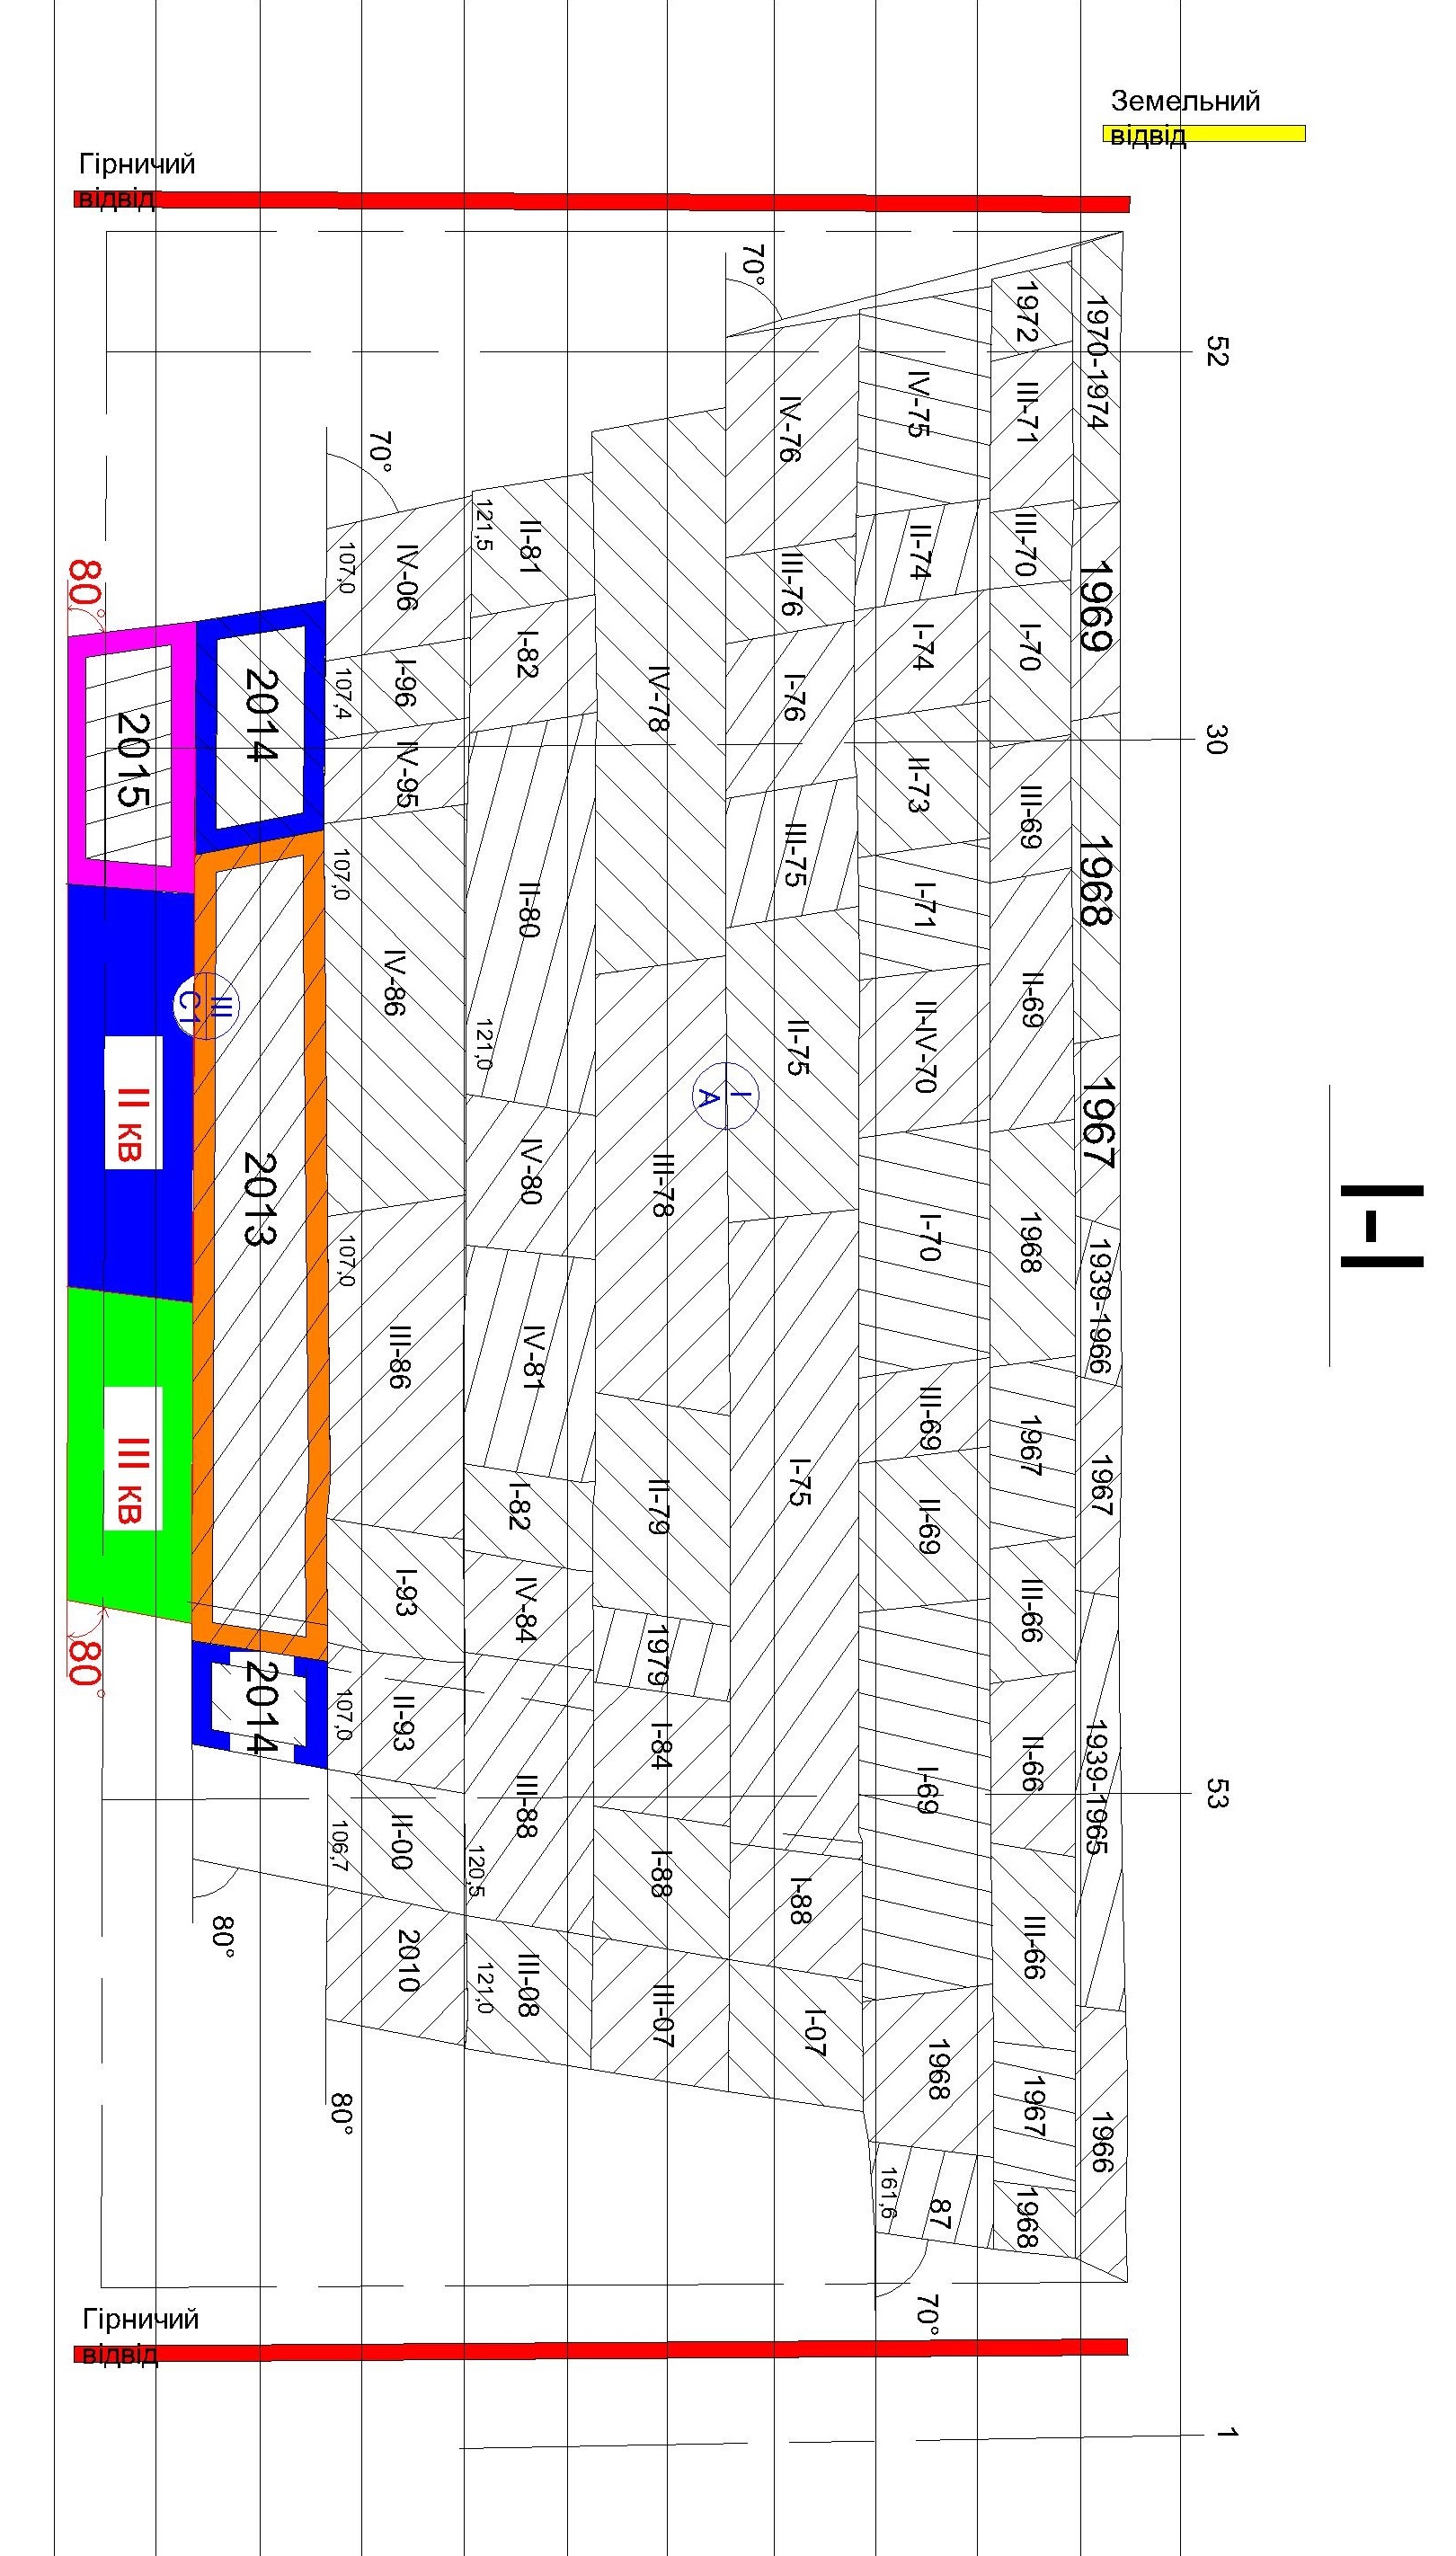 I-I
Земельний
відвід
Гірничий
відвід
52
30
53
1
1970-1974
1969
1968
1967
1939-1966
1967
1939-1965
1966
1972
III-71
III-70
I-70
III-69
II-69
1968
1967
III-66
II-66
III-66
1967
1968
IV-75
II-74
I-74
II-73
I-71
II-IV-70
I-70
III-69
II-69
I-69
1968
87
161,6
70°
70°
IV-76
III-76
I-76
III-75
II-75
I-75
I-88
I-07
I
A
IV-78
III-78
II-79
1979
I-84
I-88
III-07
II-81
I-82
II-80
IV-80
IV-81
I-82
IV-84
III-88
III-08
121,5
121,0
120,5
121,0
70°
IV-06
I-96
IV-95
IV-86
III-86
I-93
II-93
II-00
2010
107,0
107,4
107,0
107,0
107,0
106,7
80°
2014
2013
2014
80°
III
C1
80°
2015
II кв
III кв
80°
Гірничий
відвід